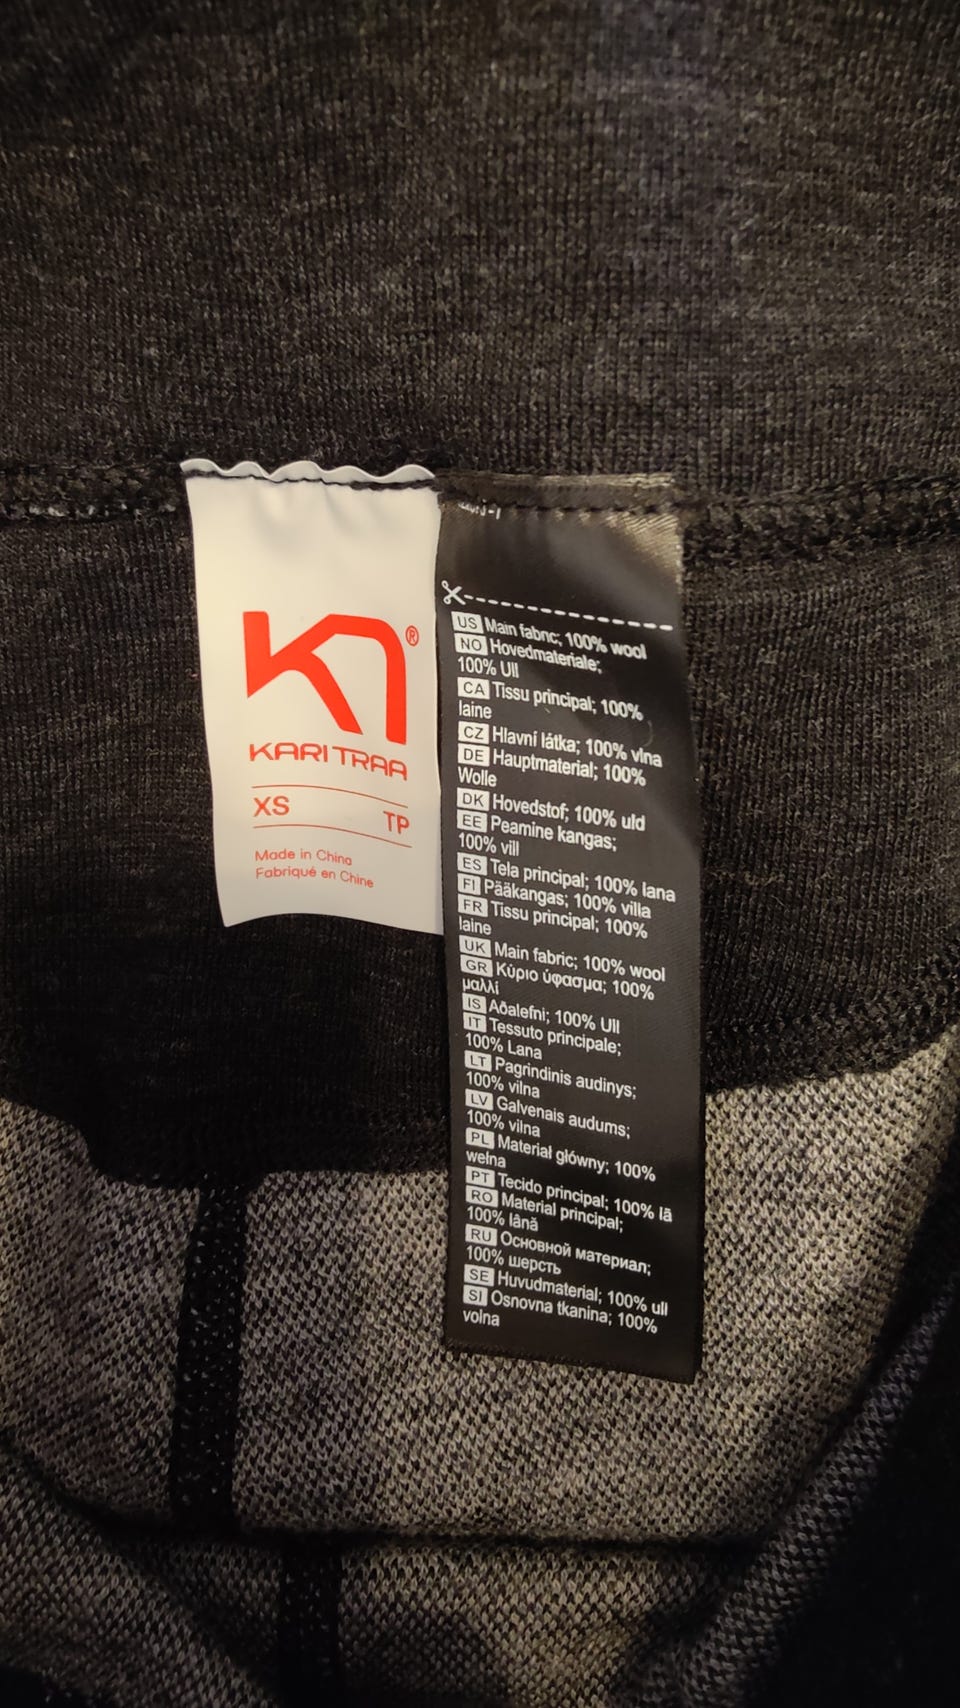 KARI TRAA
XS
TP
Made in China
Fabriqué en Chine
US Main fabric; 100% wool
NO Hovedmateriale;
100% Ull
CA Tissu principal; 100%
laine
CZ Hlavní látka; 100% vlna
DE Hauptmaterial; 100%
Wolle
DK Hovedstof; 100% uld
EE Peamine kangas;
100% vill
ES Tela principal; 100% lana
FI Pääkangas; 100% villa
FR Tissu principal; 100%
laine
UK Main fabric; 100% wool
GR Κύριο ύφασμα; 100%
μαλλί
IS Aðalefni; 100% Ull
IT Tessuto principale;
100% Lana
LT Pagrindinis audinys;
100% vilna
LV Galvenais audums;
100% vilna
PL Materiał główny; 100%
wełna
PT Tecido principal; 100% lã
RO Material principal;
100% lână
RU Основной материал;
100% шерсть
SE Huvudmaterial; 100% ull
SI Osnovna tkanina; 100%
volna